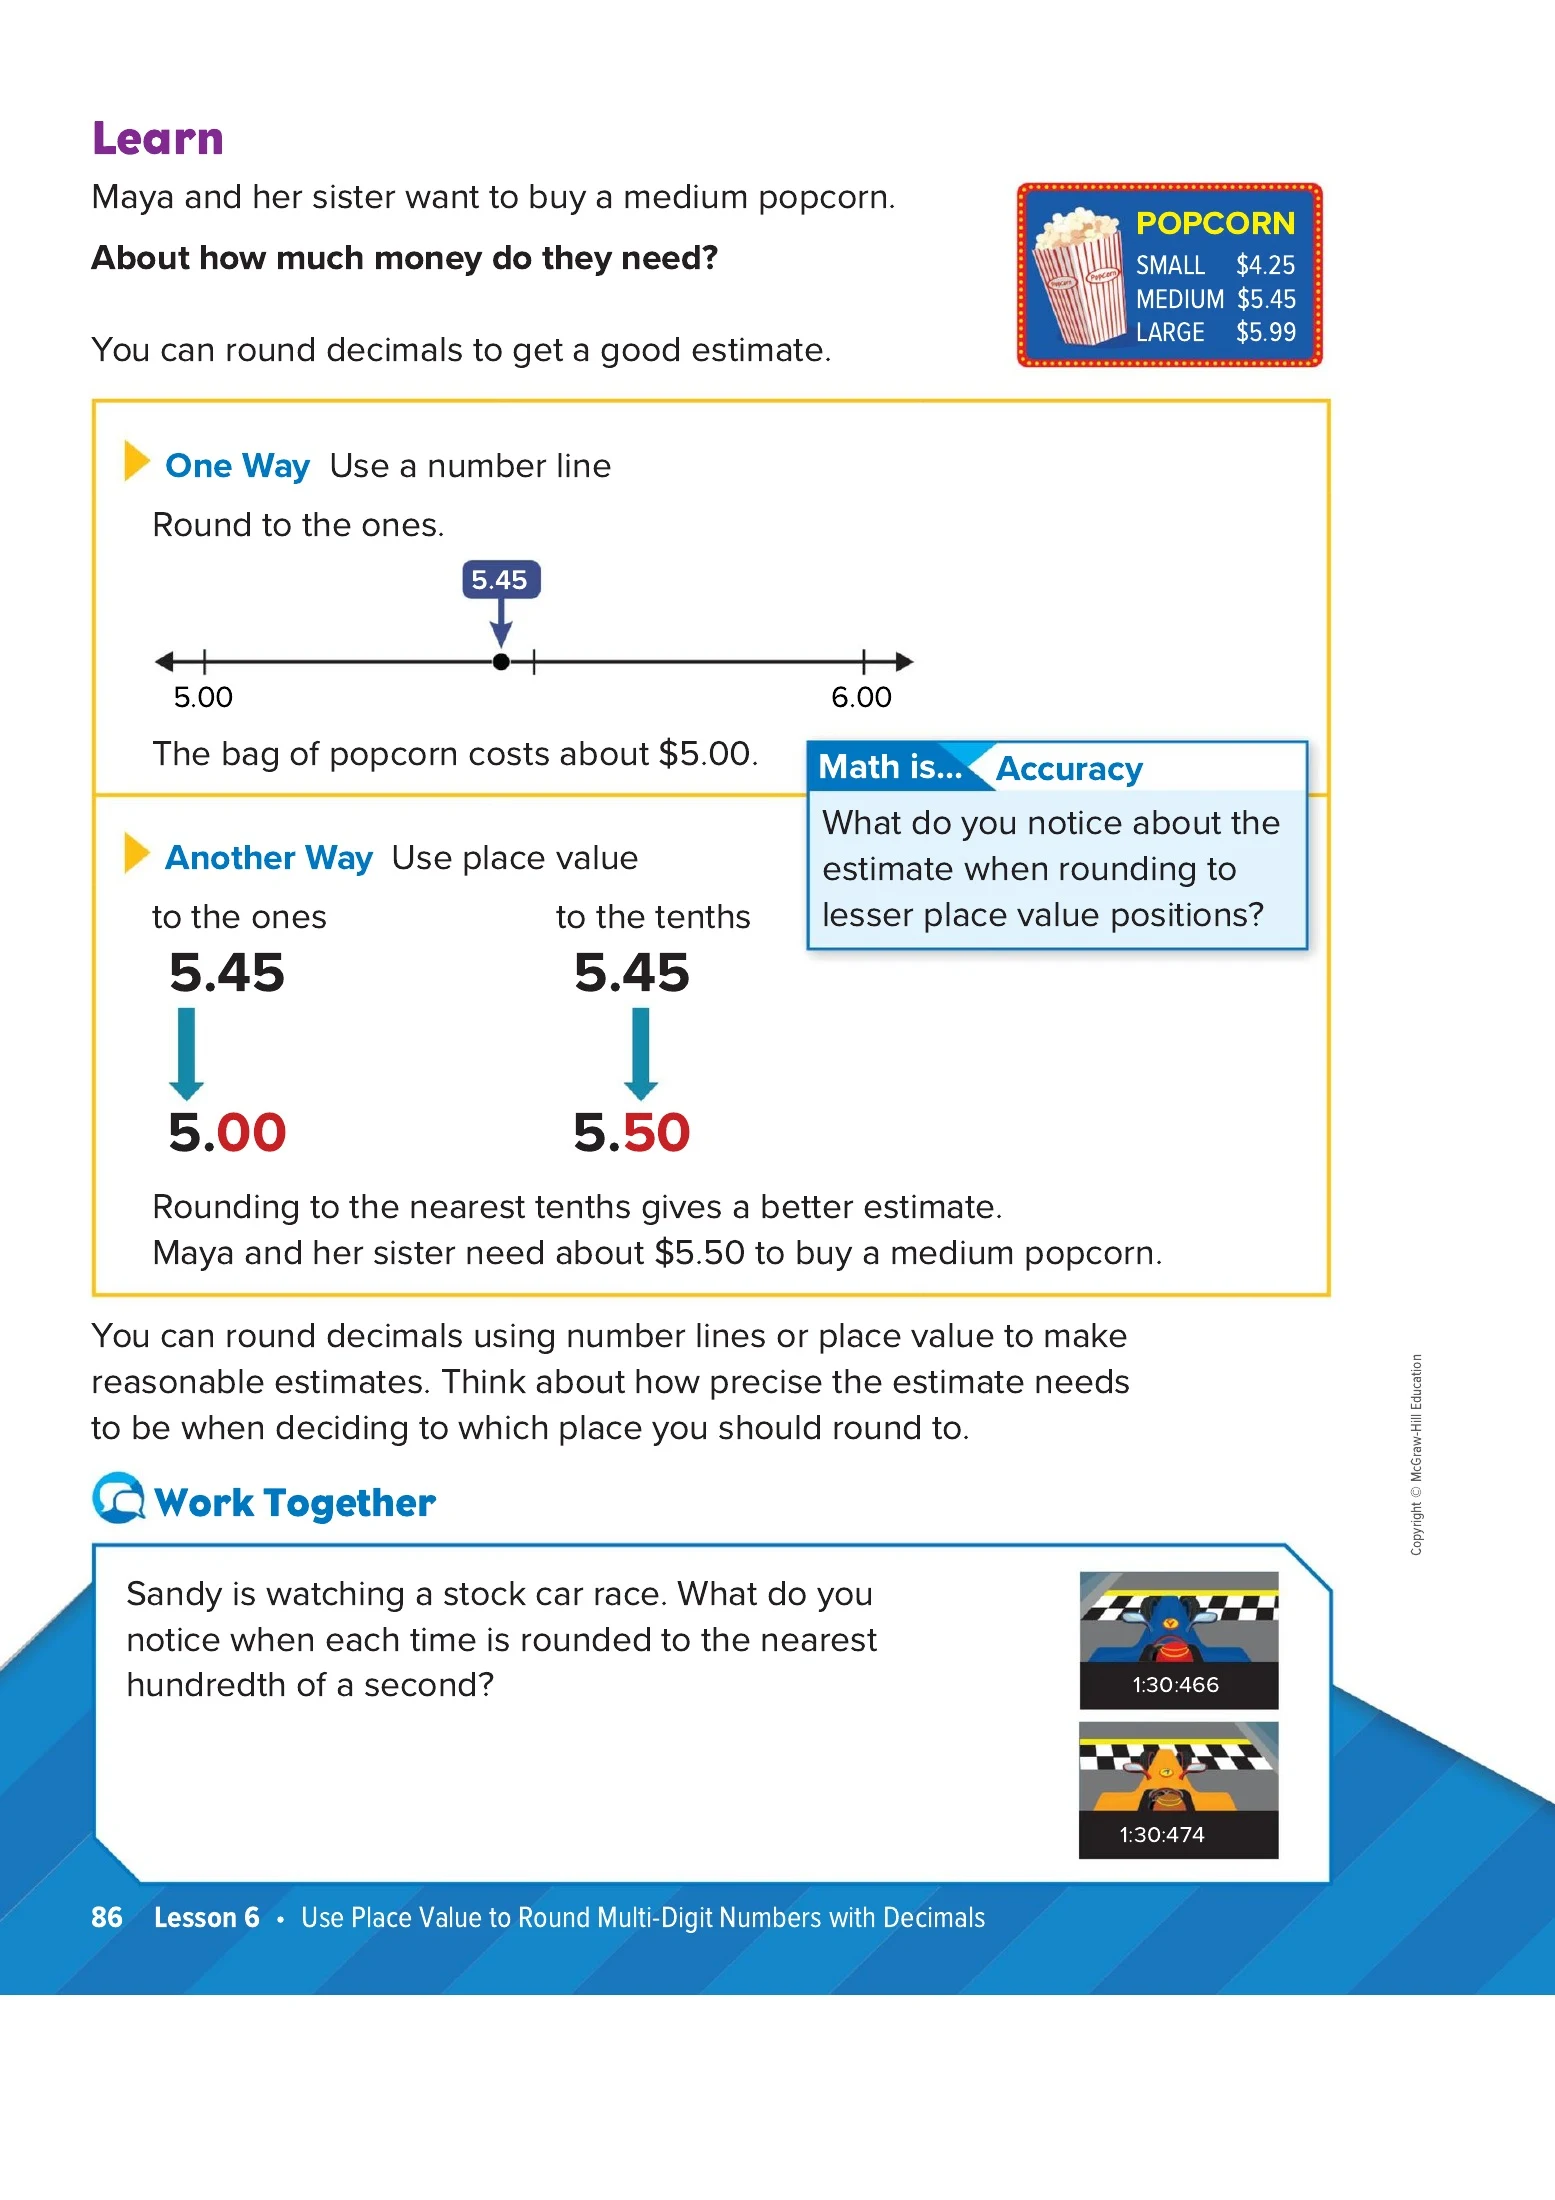 Learn
Maya and her sister want to buy a medium popcorn.
About how much money do they need?
You can round decimals to get a good estimate.
POPCORN
SMALL $4.25
MEDIUM $5.45
LARGE $5.99
PopCorn
PopCorn
One Way Use a number line
Round to the ones.
5.45
5.00 6.00
The bag of popcorn costs about $5.00.
Math is... Accuracy
What do you notice about the
estimate when rounding to
lesser place value positions?
Another Way Use place value
to the ones to the tenths
5.45 5.45
5.00 5.50
Rounding to the nearest tenths gives a better estimate.
Maya and her sister need about $5.50 to buy a medium popcorn.
You can round decimals using number lines or place value to make
reasonable estimates. Think about how precise the estimate needs
to be when deciding to which place you should round to.
Copyright © McGraw-Hill Education
Work Together
Sandy is watching a stock car race. What do you
notice when each time is rounded to the nearest
hundredth of a second?
1:30:466
1:30:474
86 Lesson 6 • Use Place Value to Round Multi-Digit Numbers with Decimals